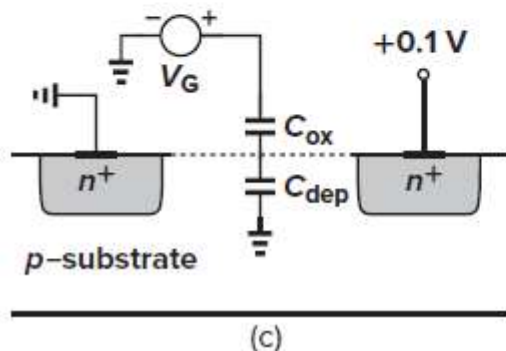 − +
V_G
+0.1 V
C_ox
n+
C_dep
n+
p–substrate
(c)